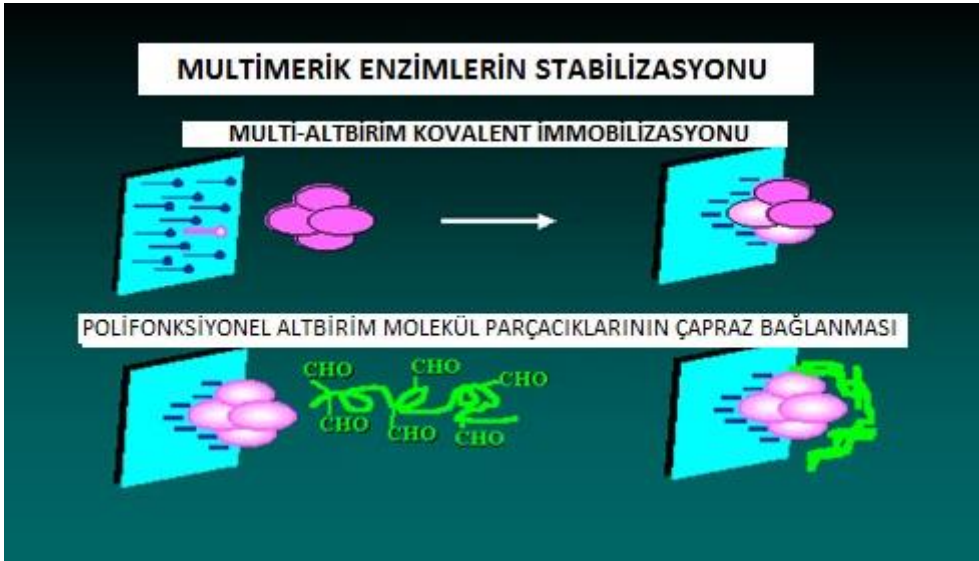 MULTİMERİK ENZİMLERİN STABİLİZASYONU
MULTİ-ALTBİRİM KOVALENT İMMOBİLİZASYONU
POLİFONKSİYONEL ALTBİRİM MOLEKÜL PARÇACIKLARININ ÇAPRAZ BAĞLANMASI
CHO CHO CHO
CHO CHO CHO